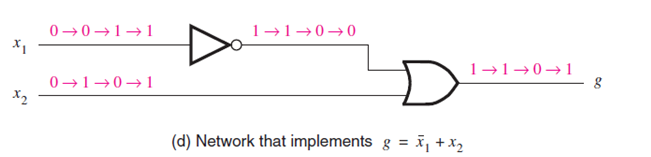 0 → 0 → 1 → 1
1 → 1 → 0 → 0
x₁
1 → 1 → 0 → 1
0 → 1 → 0 → 1
g
x₂
(d) Network that implements g = x̄₁ + x₂